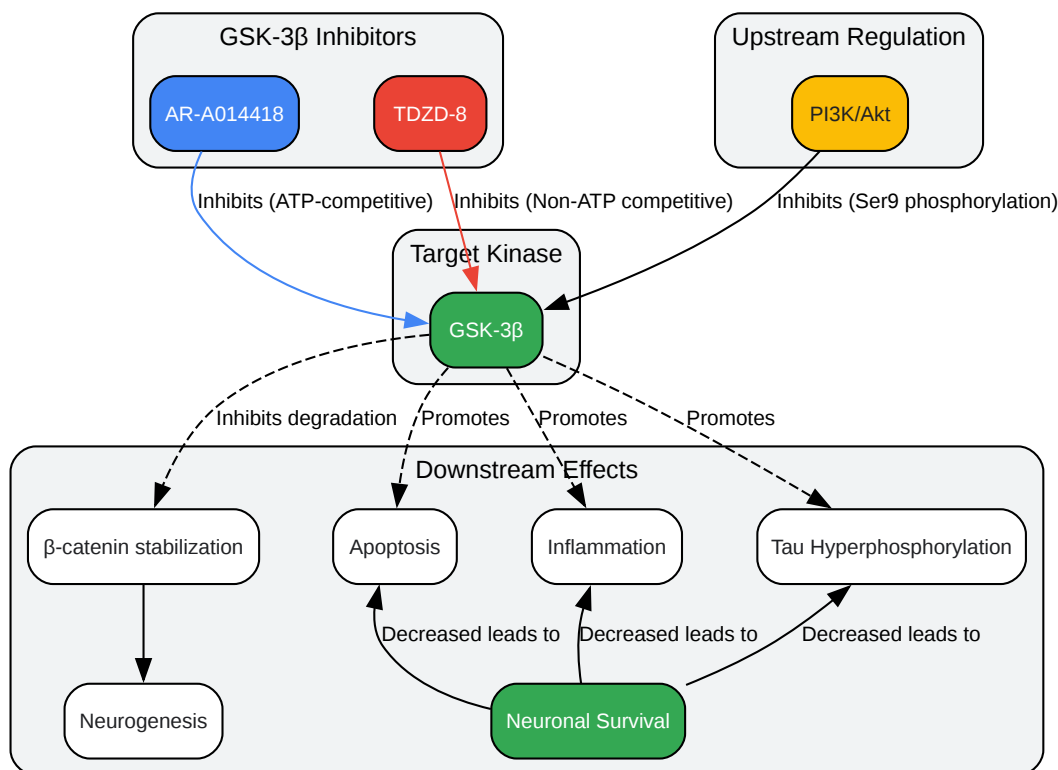 GSK-3β Inhibitors
Upstream Regulation
AR-A014418
TDZD-8
PI3K/Akt
Inhibits (ATP-competitive)
Inhibits (Non-ATP competitive)
Inhibits (Ser9 phosphorylation)
Target Kinase
GSK-3β
Inhibits degradation
Promotes
Promotes
Promotes
Downstream Effects
β-catenin stabilization
Apoptosis
Inflammation
Tau Hyperphosphorylation
Decreased leads to
Decreased leads to
Decreased leads to
Neurogenesis
Neuronal Survival